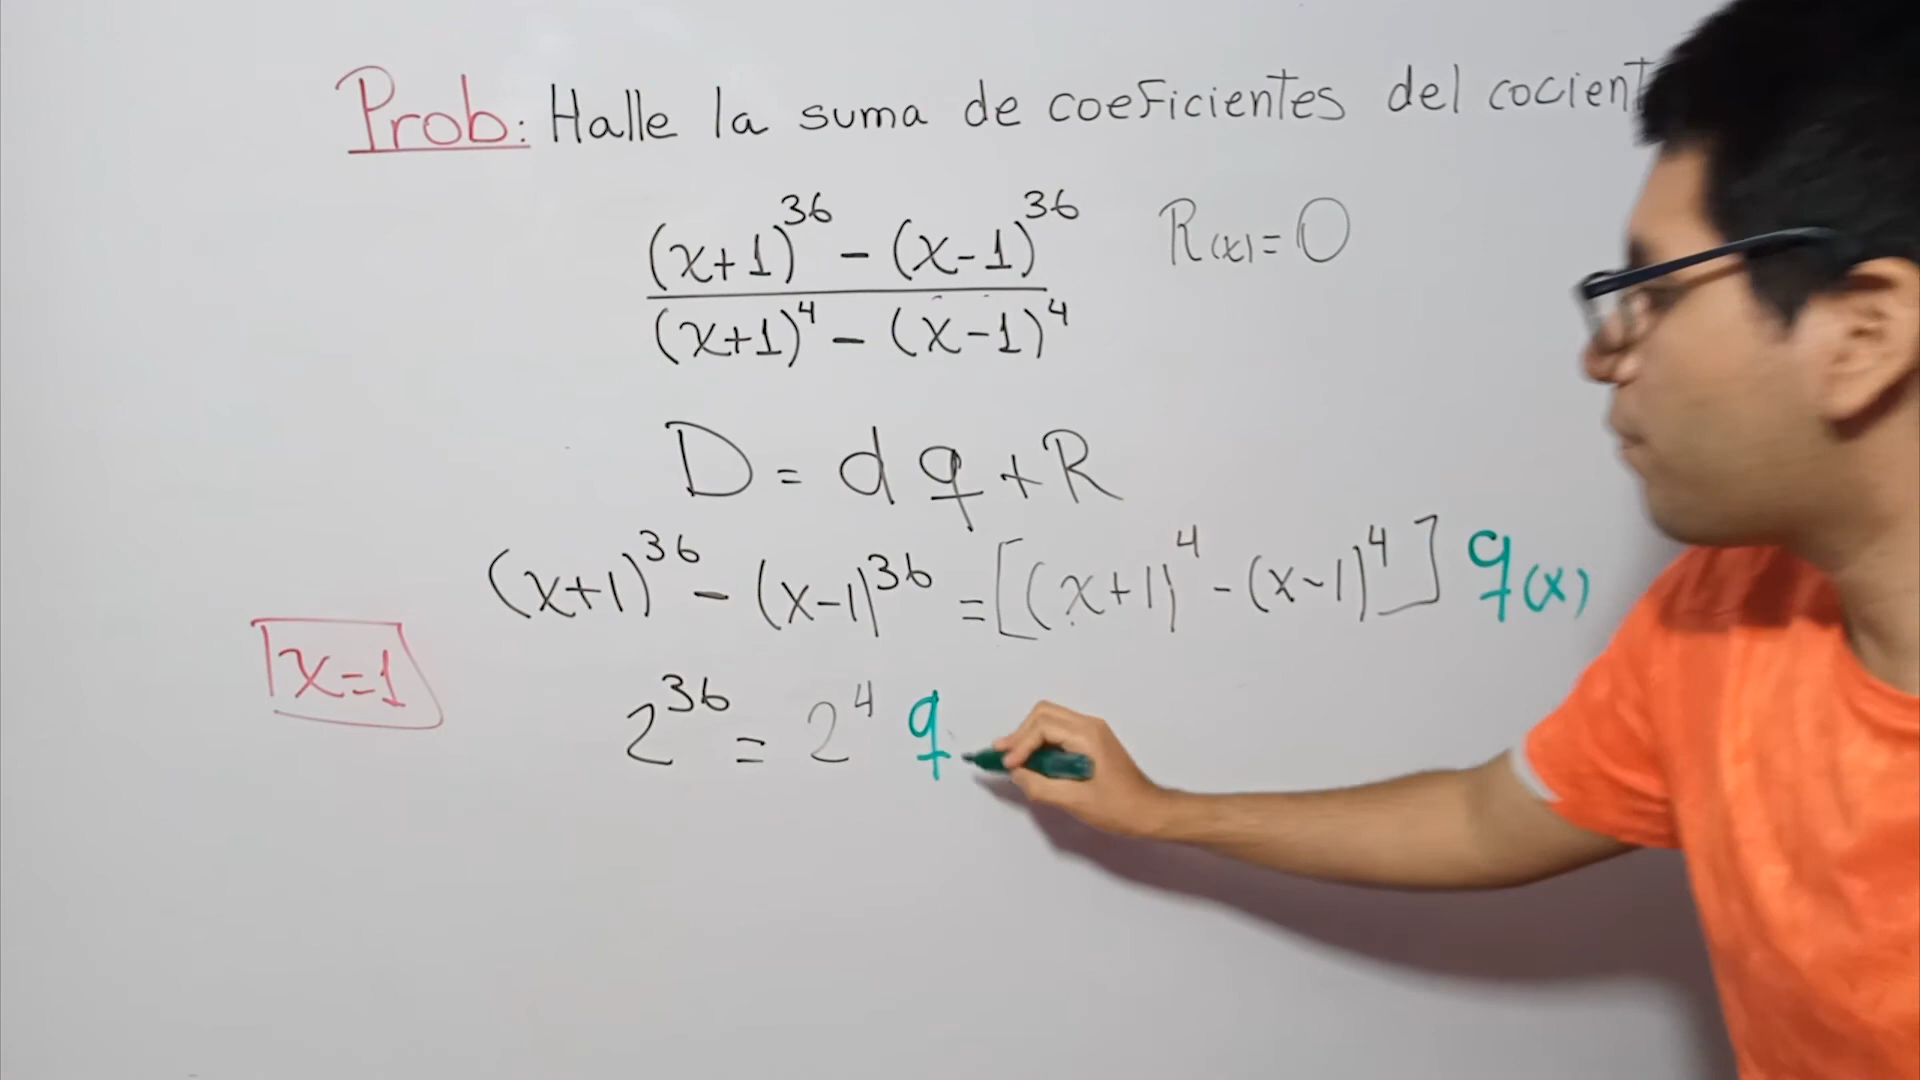 Prob: Halle la suma de coeficientes del cocient
(x+1)^36 - (x-1)^36 R(x) = 0
(x+1)^4 - (x-1)^4
D = d q + R
(x+1)^36 - (x-1)^36 = [(x+1)^4 - (x-1)^4] q(x)
x=1
2^36 = 2^4 q